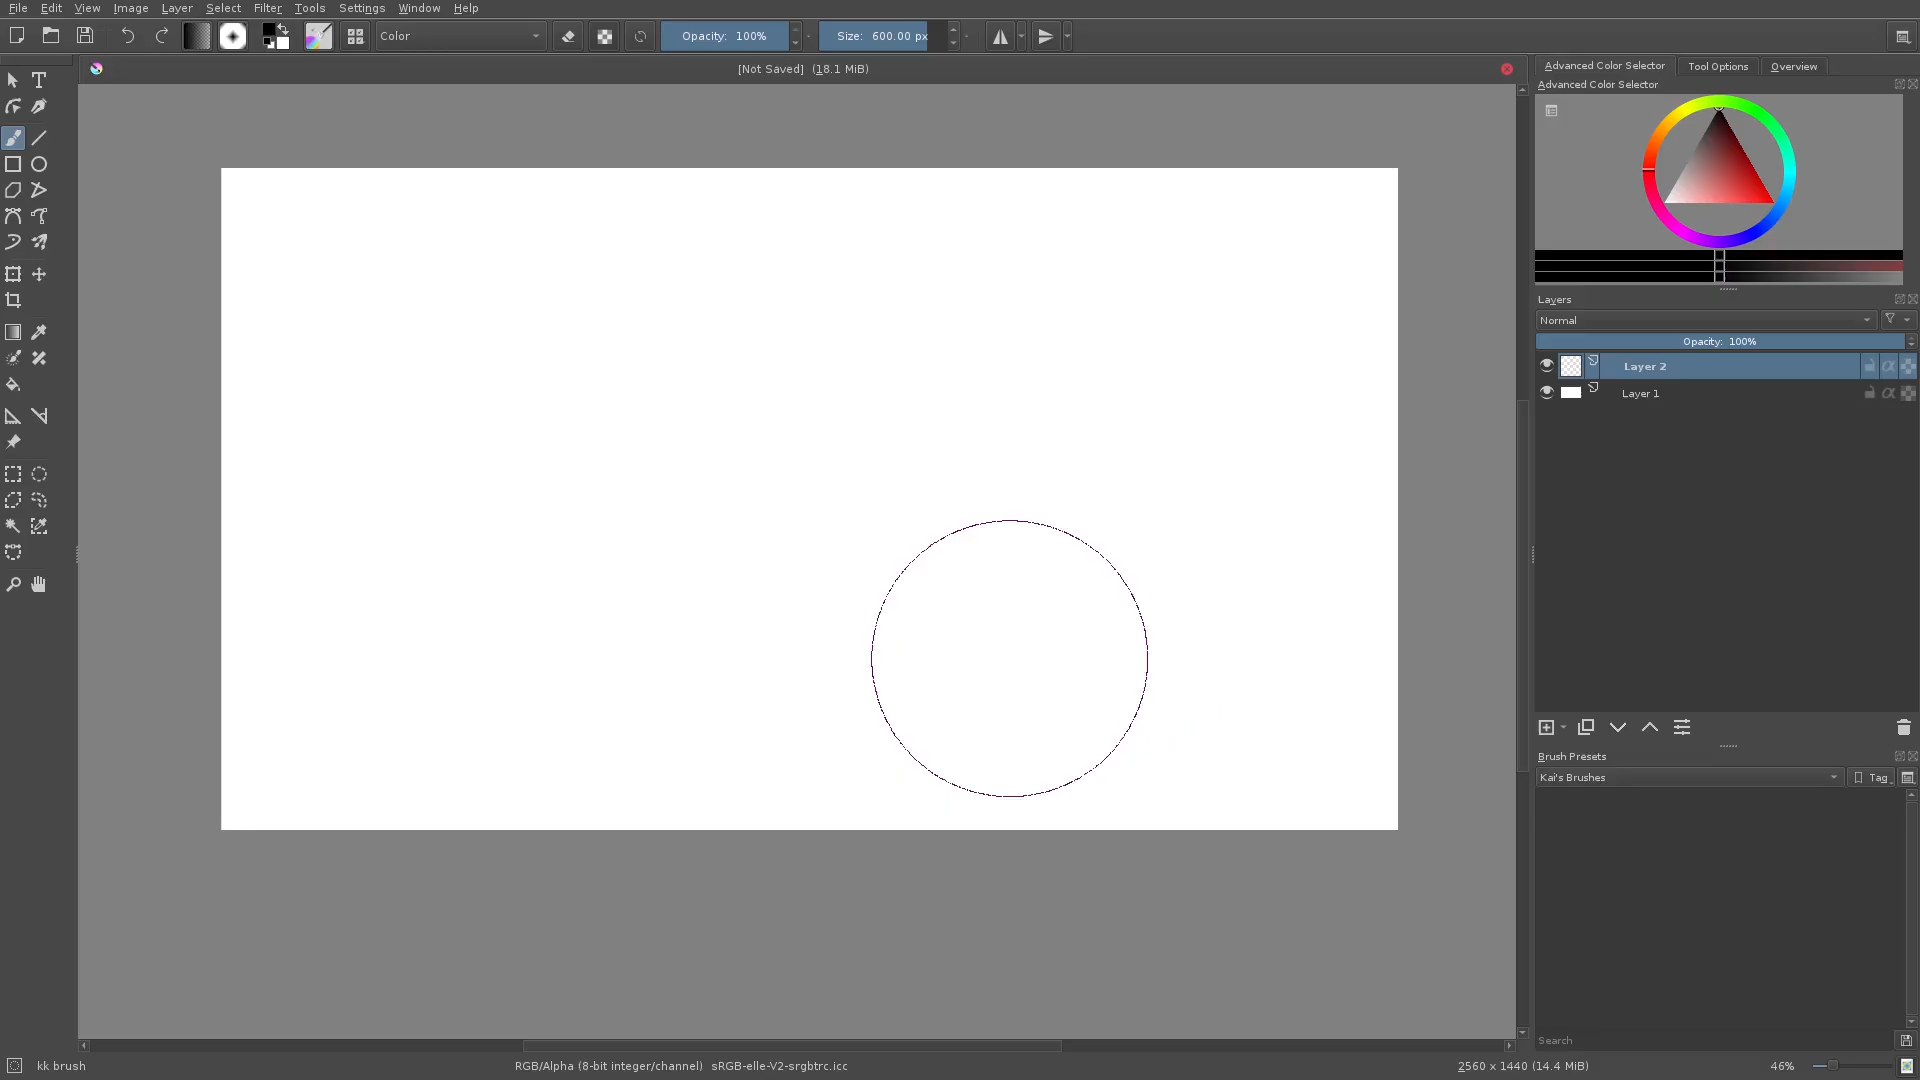 File Edit View Image Layer Select Filter Tools Settings Window Help
Color Opacity: 100% Size: 600.00 px
[Not Saved] (18.1 MiB)
Advanced Color Selector Tool Options Overview
Advanced Color Selector
Layers
Normal
Opacity: 100%
Layer 2
Layer 1
Brush Presets
Kai's Brushes Tag
Search
kk brush RGB/Alpha (8-bit integer/channel) sRGB-elle-V2-srgbtrc.icc 2560 x 1440 (14.4 MiB) 46%